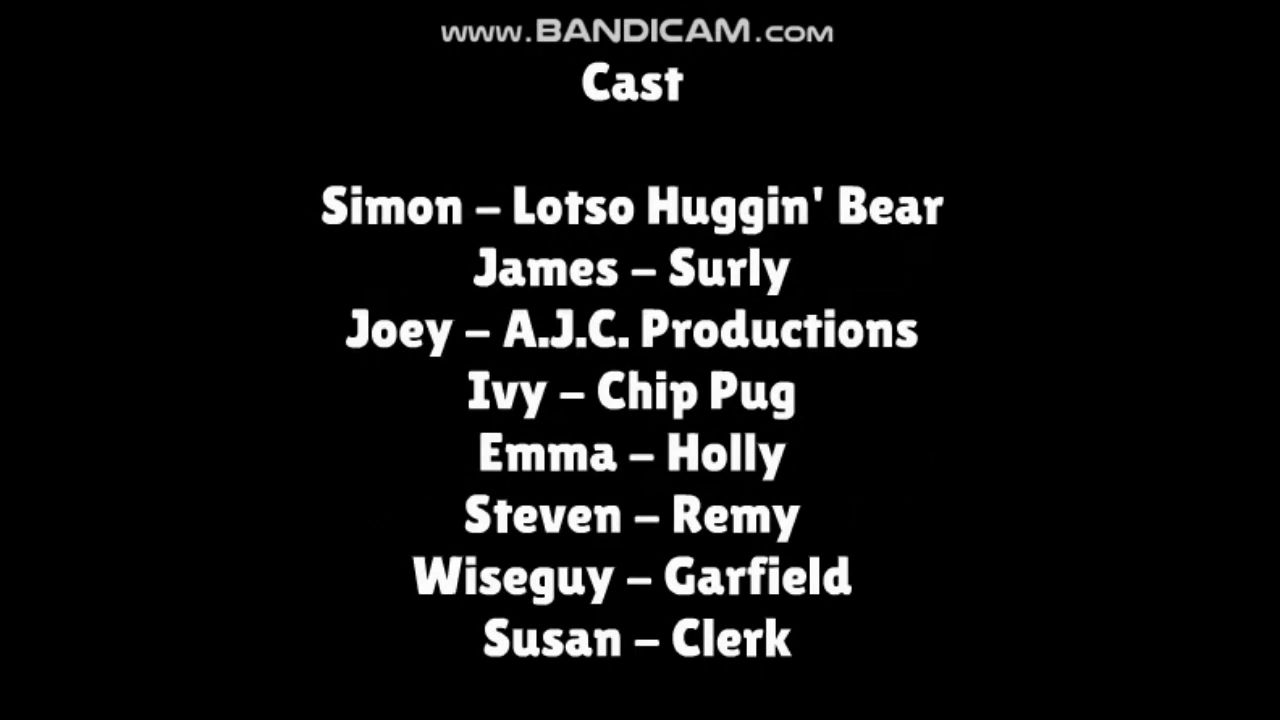 www.BANDICAM.com
Cast
Simon – Lotso Huggin' Bear
James – Surly
Joey – A.J.C. Productions
Ivy – Chip Pug
Emma – Holly
Steven – Remy
Wiseguy – Garfield
Susan – Clerk